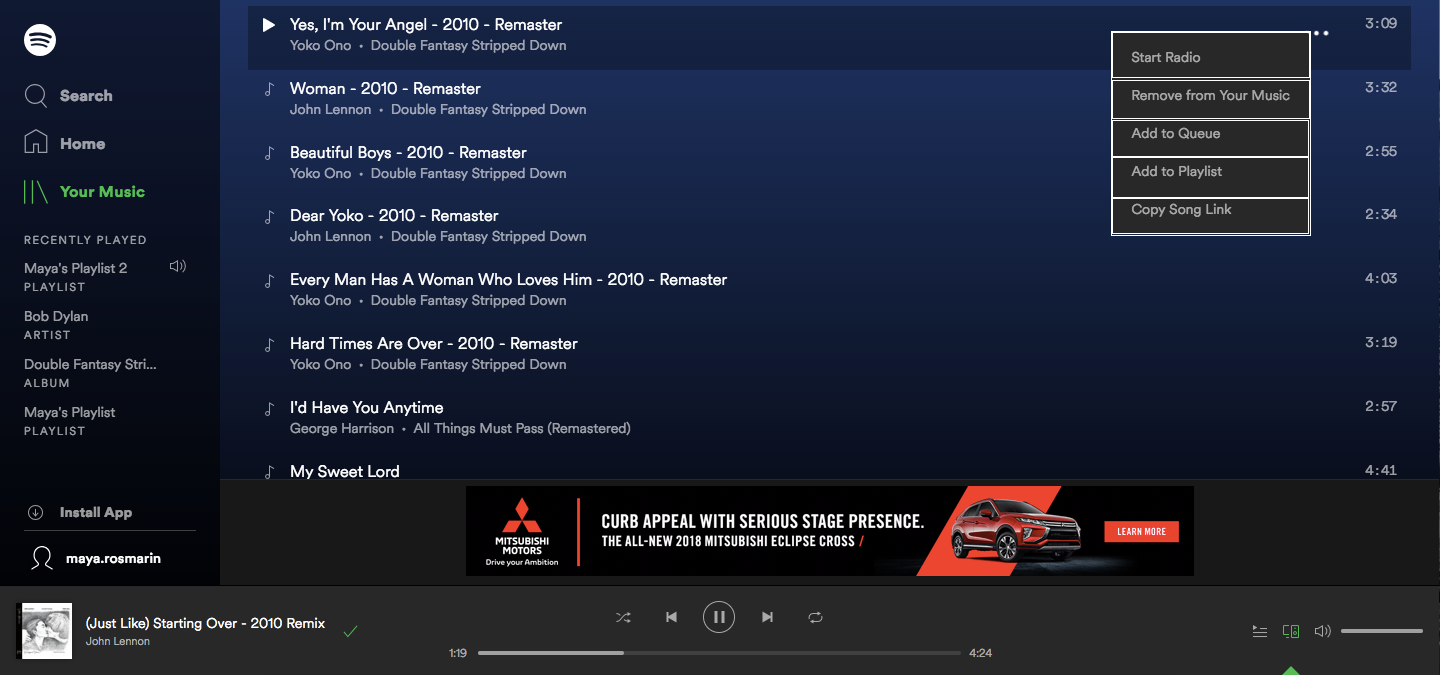 Search
Home
Your Music
RECENTLY PLAYED
Maya's Playlist 2
PLAYLIST
Bob Dylan
ARTIST
Double Fantasy Stri...
ALBUM
Maya's Playlist
PLAYLIST
Install App
maya.rosmarin
Yes, I'm Your Angel - 2010 - Remaster
3:09
Yoko Ono • Double Fantasy Stripped Down
Woman - 2010 - Remaster
3:32
John Lennon • Double Fantasy Stripped Down
Beautiful Boys - 2010 - Remaster
2:55
Yoko Ono • Double Fantasy Stripped Down
Dear Yoko - 2010 - Remaster
2:34
John Lennon • Double Fantasy Stripped Down
Every Man Has A Woman Who Loves Him - 2010 - Remaster
4:03
Yoko Ono • Double Fantasy Stripped Down
Hard Times Are Over - 2010 - Remaster
3:19
Yoko Ono • Double Fantasy Stripped Down
I'd Have You Anytime
2:57
George Harrison • All Things Must Pass (Remastered)
My Sweet Lord
4:41
Start Radio
Remove from Your Music
Add to Queue
Add to Playlist
Copy Song Link
MITSUBISHI
MOTORS
Drive your Ambition
CURB APPEAL WITH SERIOUS STAGE PRESENCE.
THE ALL-NEW 2018 MITSUBISHI ECLIPSE CROSS /
LEARN MORE
(Just Like) Starting Over - 2010 Remix
John Lennon
1:19
4:24